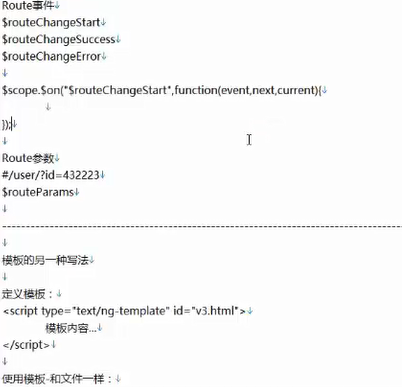 Route事件
$routeChangeStart
$routeChangeSuccess
$routeChangeError
$scope.$on("$routeChangeStart",function(event,next,current){
});
Route参数
#/user/?id=432223
$routeParams
模板的另一种写法
定义模板：
<script type="text/ng-template" id="v3.html">
模板内容...
</script>
使用模板-和文件一样：